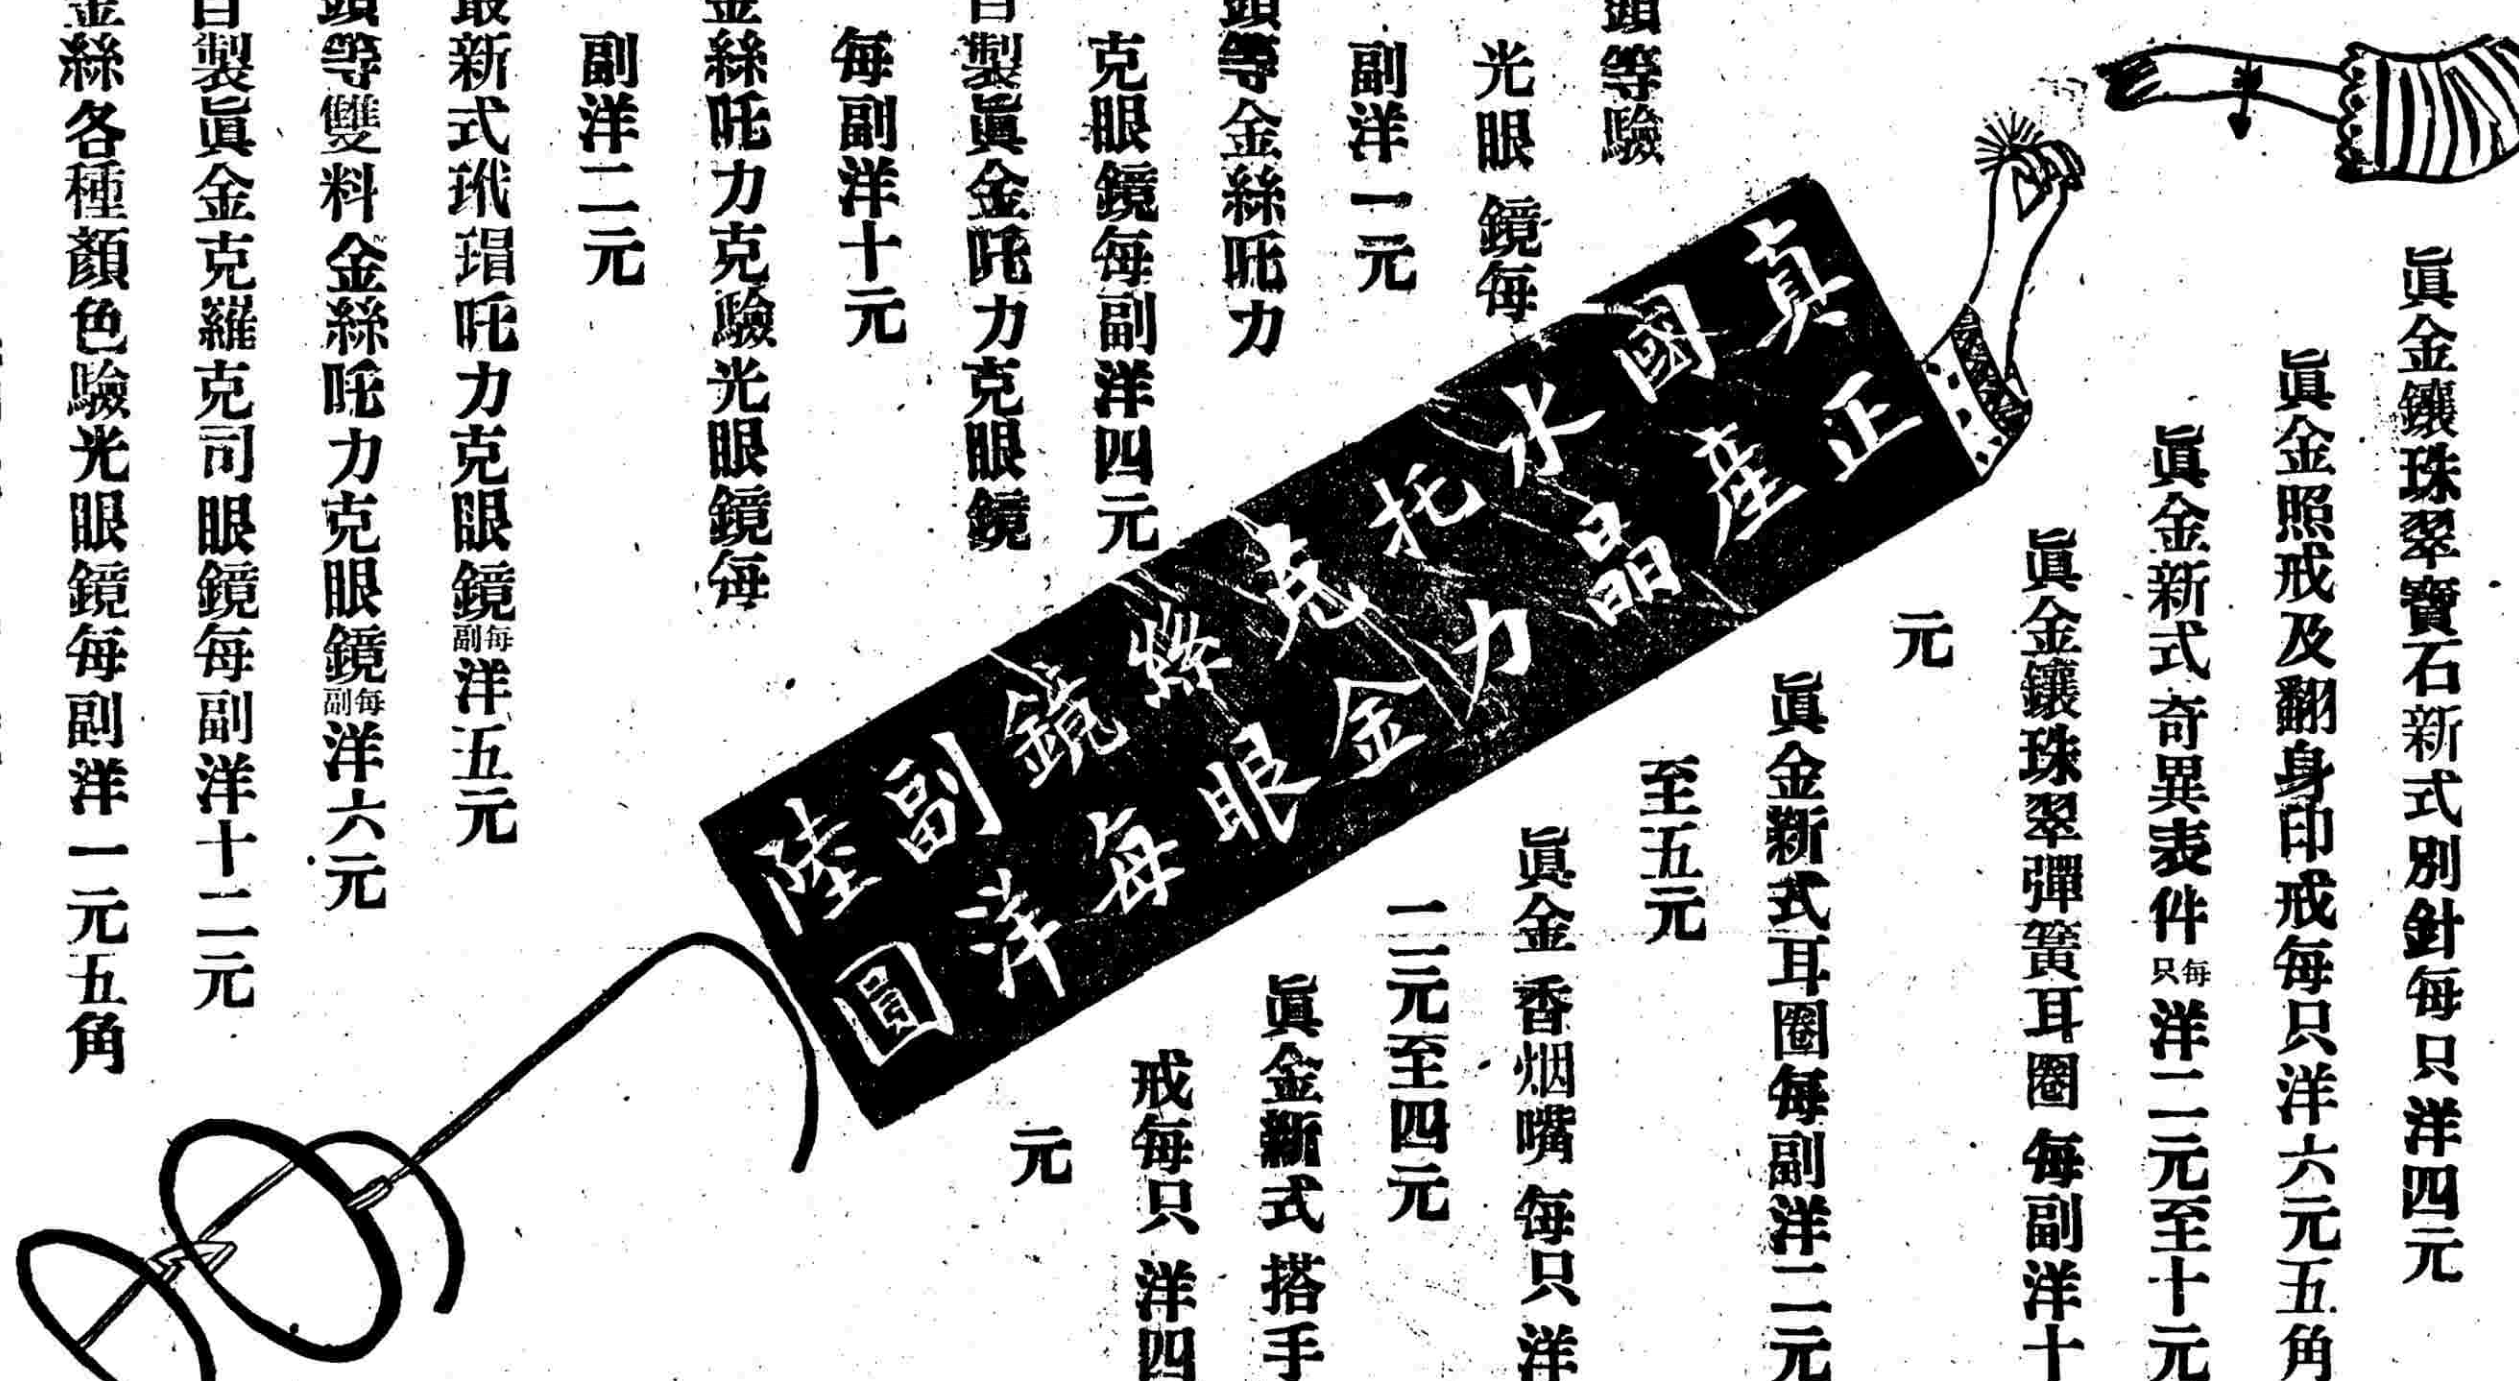 眞金鑲珠翠寶石新式別針每只洋四元
眞金照戒及翻身印戒每只洋六元五角
眞金新式奇異表件每只洋二元至十元
眞金鑲珠翠彈簧耳圈每副洋十
元
眞金新式耳圈每副洋二元
至五元
眞金香烟嘴每只洋
二元至四元
眞金新式搭手
戒每只洋四
元
真正國產水晶托力克金絲眼鏡每副洋陸圓
頭等驗
光眼鏡每
副洋一元
頭等金絲吒力
克眼鏡每副洋四元
自製眞金吒力克眼鏡
每副洋十元
金絲吒力克驗光眼鏡每
副洋二元
最新式玳瑁吒力克眼鏡每副洋五元
頭等雙料金絲吒力克眼鏡每副洋六元
自製眞金克羅克司眼鏡每副洋十二元
金絲各種顏色驗光眼鏡每副洋一元五角